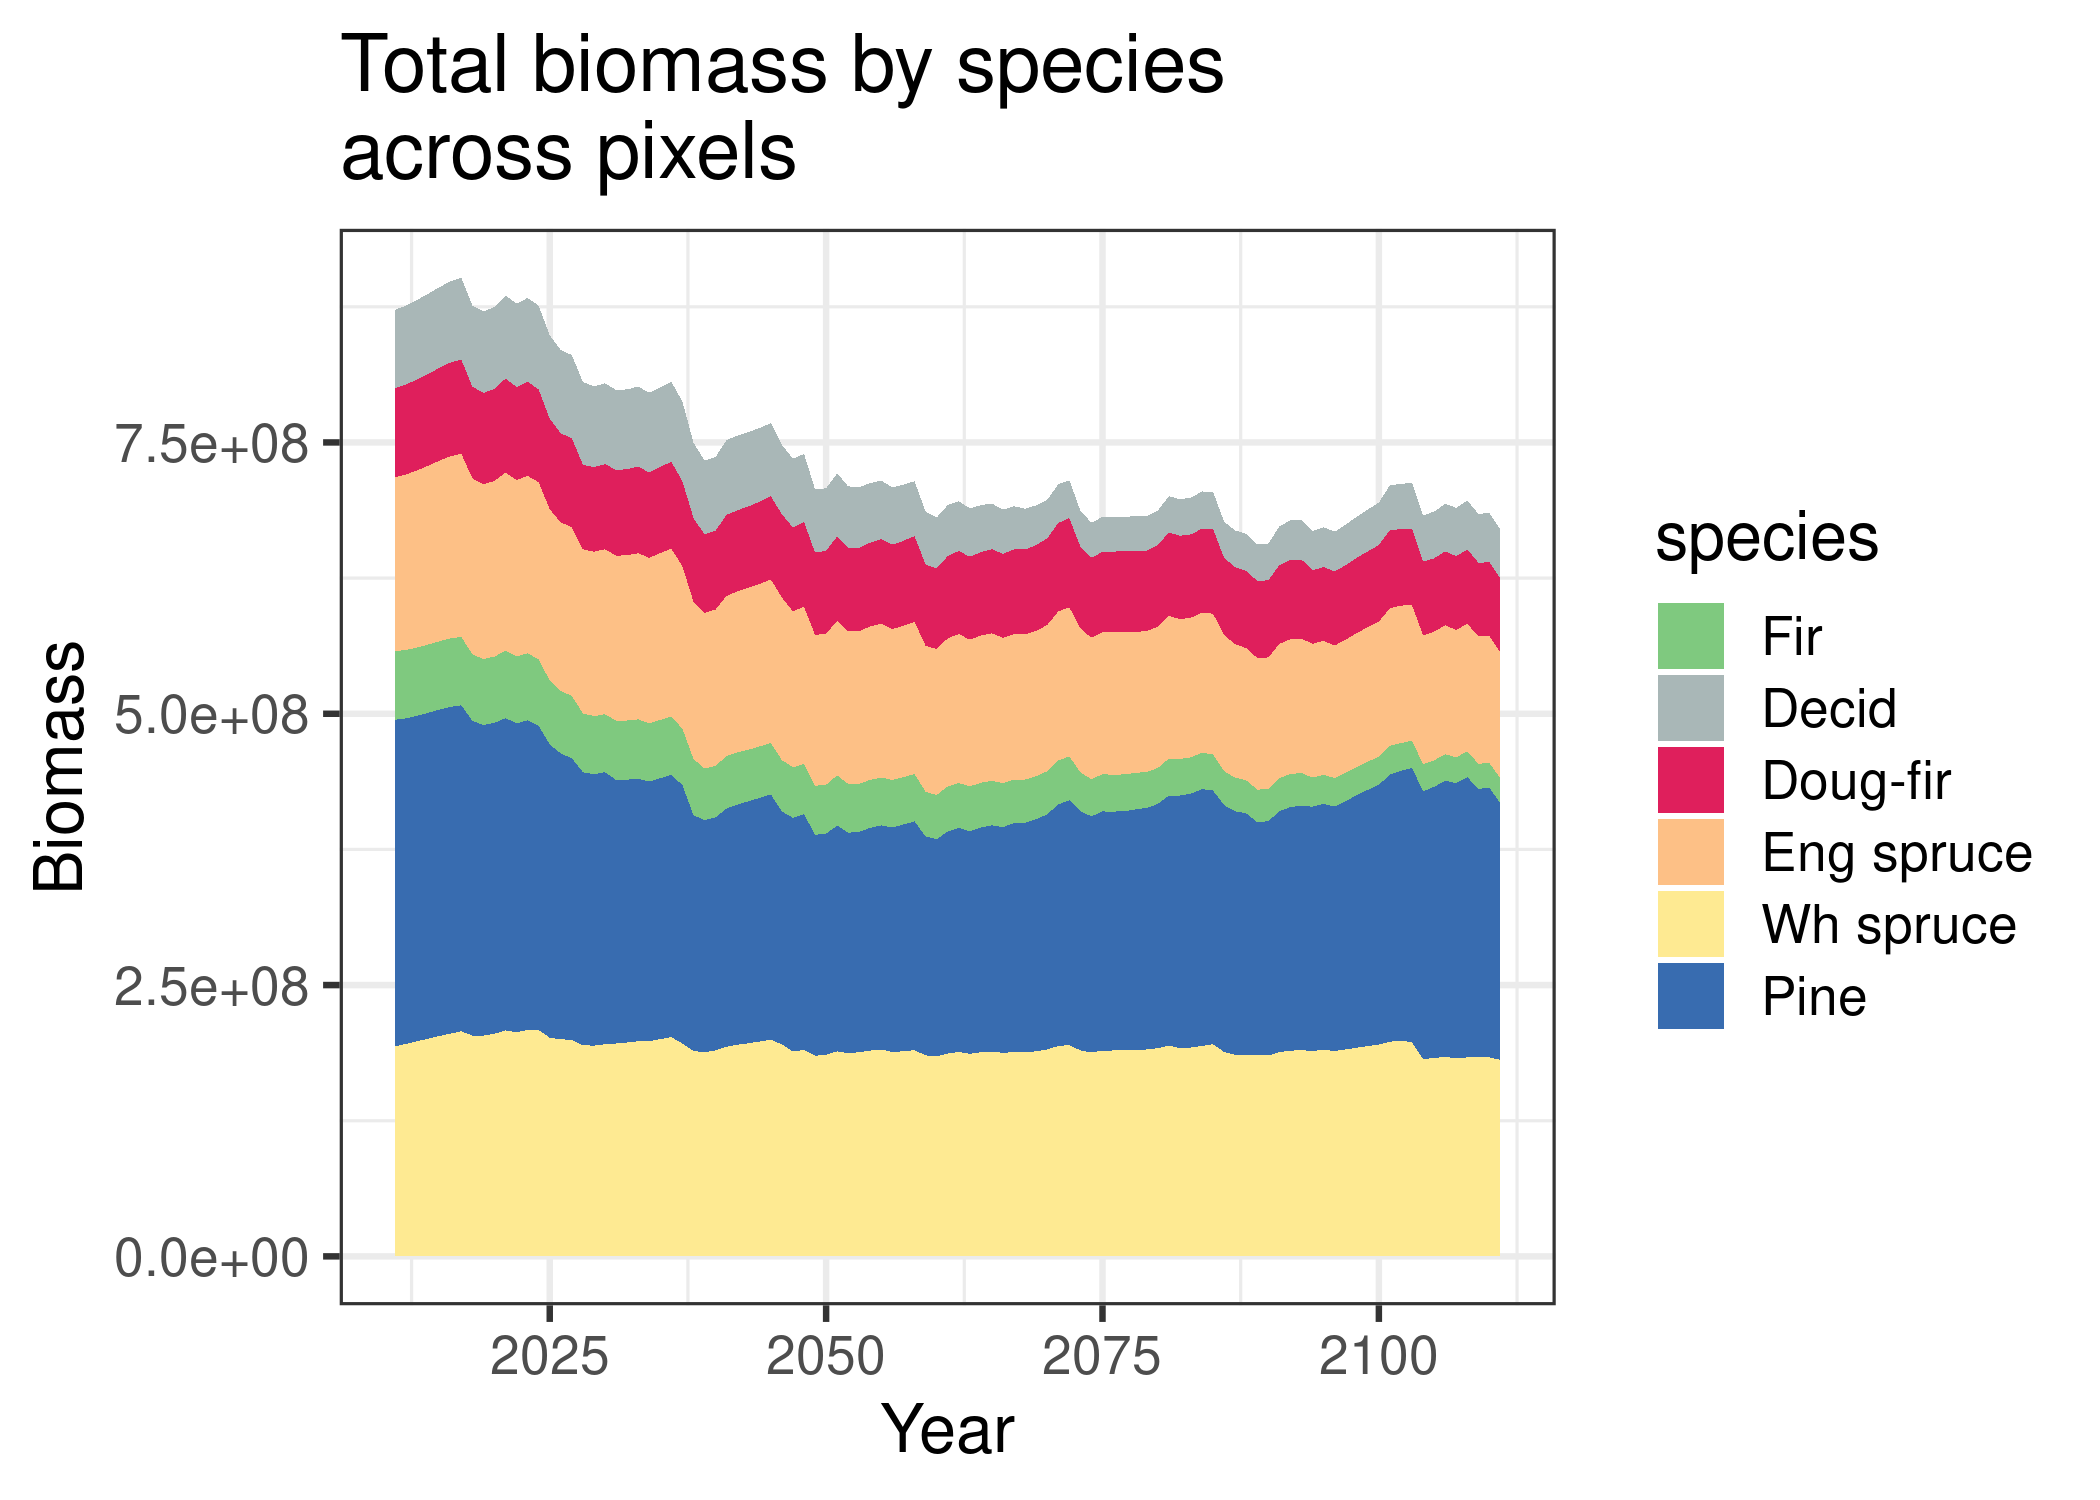 Total biomass by species
across pixels
Biomass
7.5e+08
5.0e+08
2.5e+08
0.0e+00
2025
2050
2075
2100
Year
species
Fir
Decid
Doug-fir
Eng spruce
Wh spruce
Pine